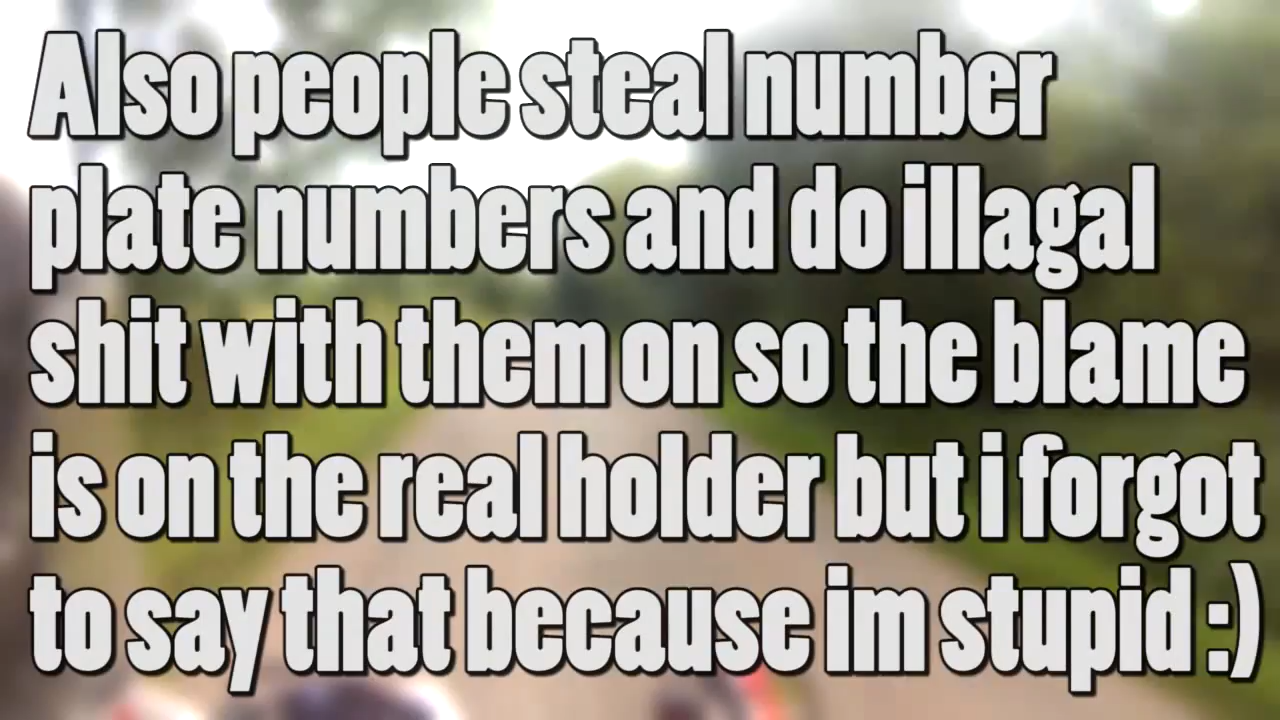 Also people steal number
plate numbers and do illagal
shit with them on so the blame
is on the real holder but i forgot
to say that because im stupid :)